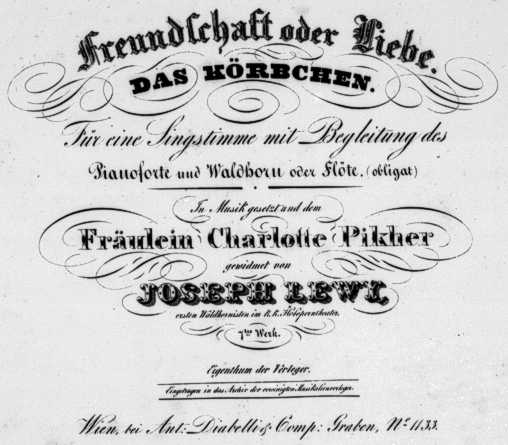 Freundschaft oder Liebe.
DAS KÖRBCHEN.
Für eine Singstimme mit Begleitung des
Pianoforte und Waldhorn oder Flöte, (obligat)
In Musik gesetzt und dem
Fräulein Charlotte Pikher
gewidmet von
JOSEPH LEWY,
ersten Waldhornisten im K.K. Hofoperntheater.
7tes Werk.
Eigenthum der Verleger.
Eingetragen in das Archiv der vereinigten Musikalienverleger.
Wien, bei Ant: Diabelli & Comp: Graben, No 1133.